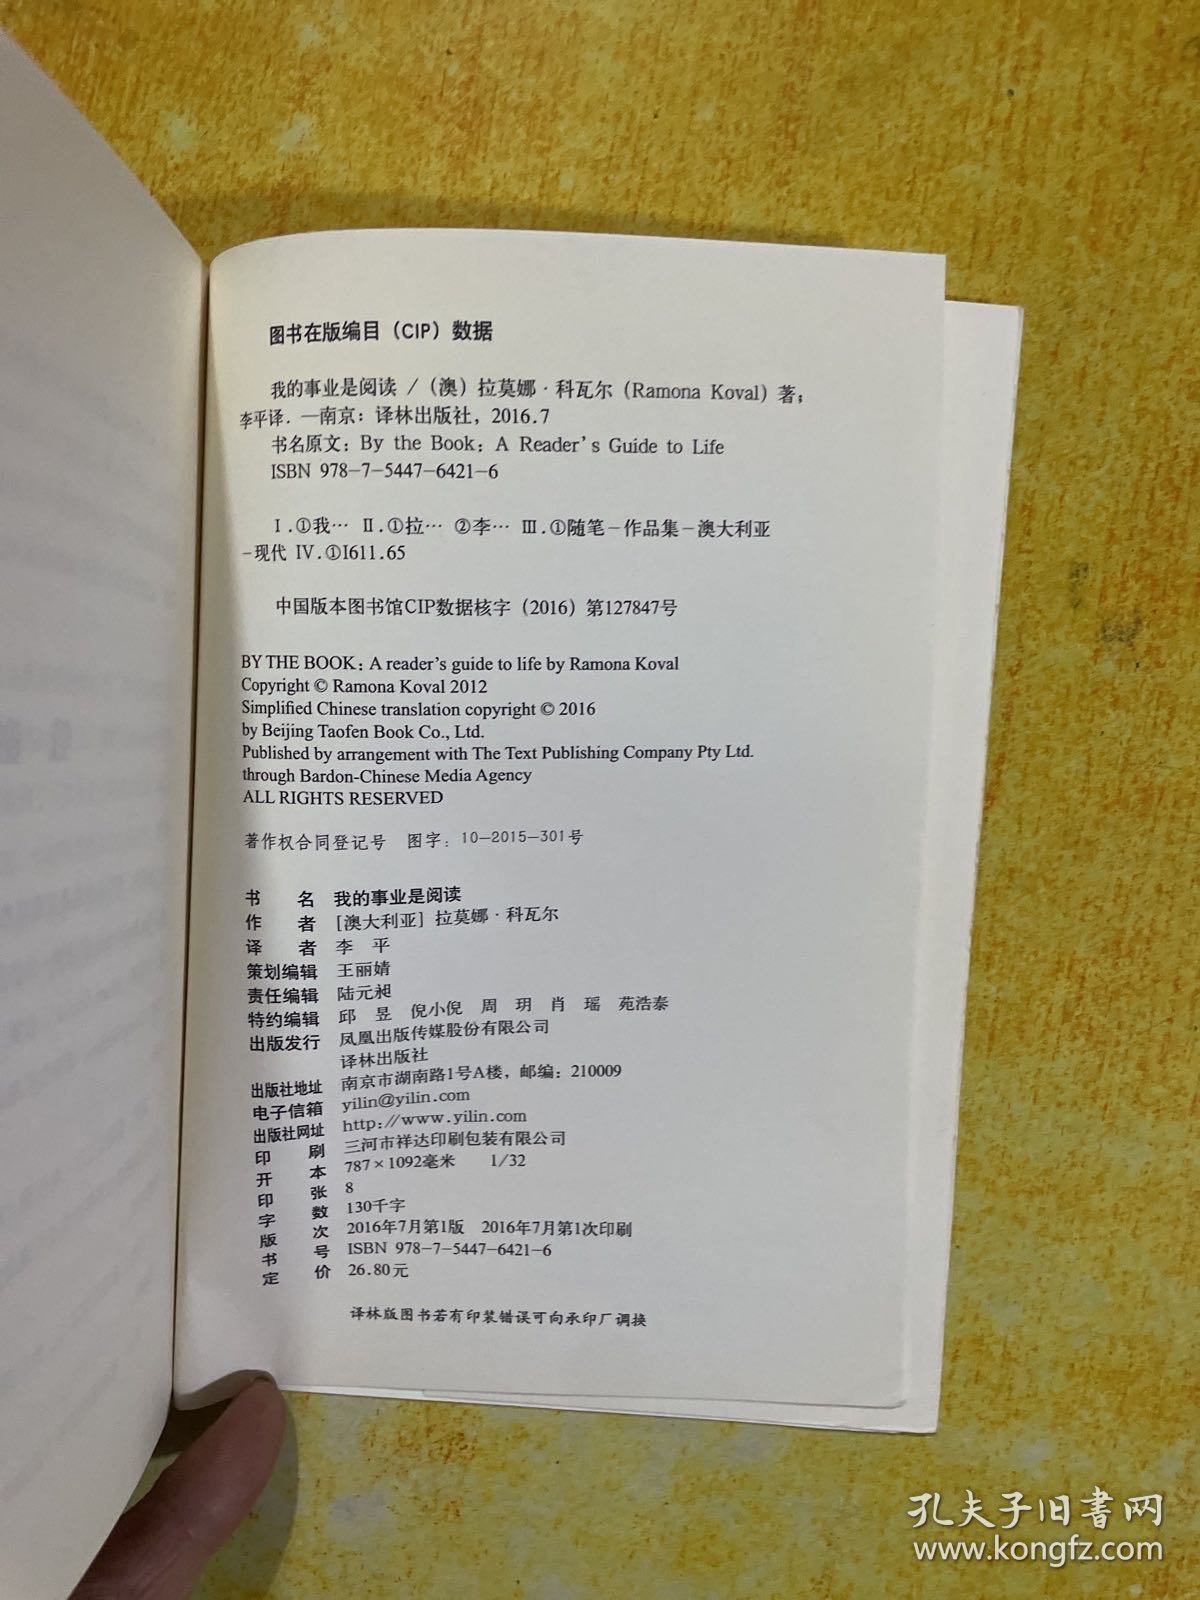 图书在版编目（CIP）数据
我的事业是阅读 /（澳）拉莫娜·科瓦尔（Ramona Koval）著；
李平译. —南京：译林出版社，2016.7
书名原文：By the Book: A Reader's Guide to Life
ISBN 978-7-5447-6421-6
Ⅰ.①我… Ⅱ.①拉… ②李… Ⅲ.①随笔－作品集－澳大利亚
－现代 Ⅳ.①I611.65
中国版本图书馆CIP数据核字（2016）第127847号
BY THE BOOK: A reader's guide to life by Ramona Koval
Copyright © Ramona Koval 2012
Simplified Chinese translation copyright © 2016
by Beijing Taofen Book Co., Ltd.
Published by arrangement with The Text Publishing Company Pty Ltd.
through Bardon-Chinese Media Agency
ALL RIGHTS RESERVED
著作权合同登记号 图字：10-2015-301号
书 名 我的事业是阅读
作 者 ［澳大利亚］拉莫娜·科瓦尔
译 者 李 平
策划编辑 王丽婧
责任编辑 陆元昶
特约编辑 邱 昱 倪小倪 周 玥 肖 瑶 苑浩泰
出版发行 凤凰出版传媒股份有限公司
译林出版社
出版社地址 南京市湖南路1号A楼，邮编：210009
电子信箱 yilin@yilin.com
出版社网址 http://www.yilin.com
印 刷 三河市祥达印刷包装有限公司
开 本 787×1092毫米 1/32
印 张 8
字 数 130千字
版 次 2016年7月第1版 2016年7月第1次印刷
书 号 ISBN 978-7-5447-6421-6
定 价 26.80元
译林版图书若有印装错误可向承印厂调换
孔夫子旧书网
www.kongfz.com